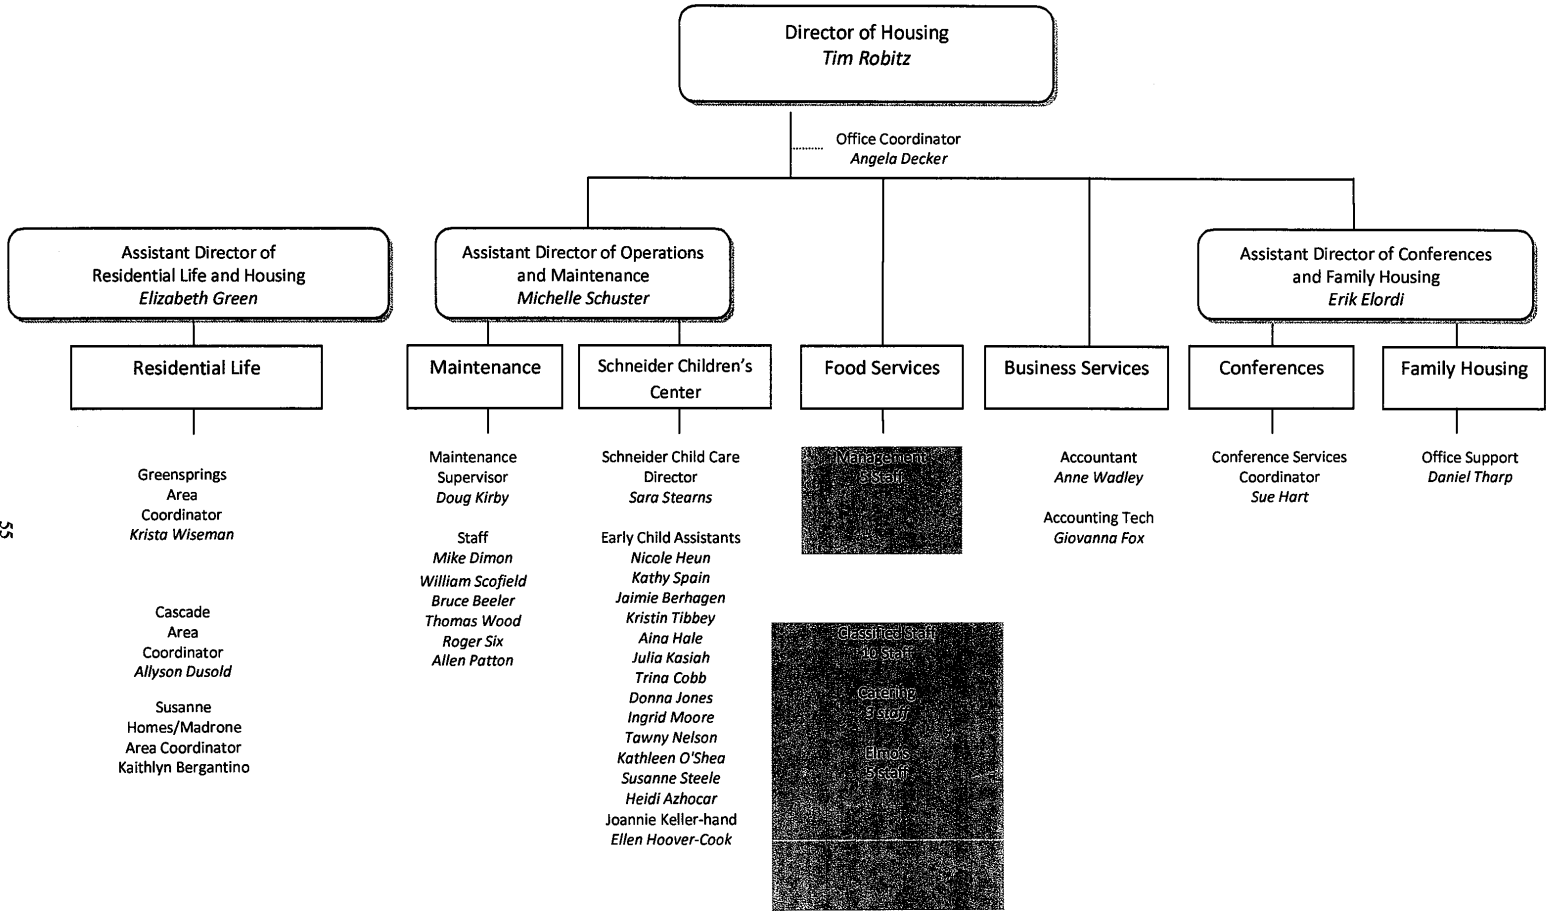 Director of Housing
Tim Robitz
Office Coordinator
Angela Decker
Assistant Director of
Residential Life and Housing
Elizabeth Green
Assistant Director of Operations
and Maintenance
Michelle Schuster
Assistant Director of Conferences
and Family Housing
Erik Elordi
Residential Life
Maintenance
Schneider Children's
Center
Food Services
Business Services
Conferences
Family Housing
Greensprings
Area
Coordinator
Krista Wiseman
Cascade
Area
Coordinator
Allyson Dusold
Susanne
Homes/Madrone
Area Coordinator
Kaithlyn Bergantino
Maintenance
Supervisor
Doug Kirby
Staff
Mike Dimon
William Scofield
Bruce Beeler
Thomas Wood
Roger Six
Allen Patton
Schneider Child Care
Director
Sara Stearns
Early Child Assistants
Nicole Heun
Kathy Spain
Jaimie Berhagen
Kristin Tibbey
Aina Hale
Julia Kasiah
Trina Cobb
Donna Jones
Ingrid Moore
Tawny Nelson
Kathleen O'Shea
Susanne Steele
Heidi Azhocar
Joannie Keller-hand
Ellen Hoover-Cook
Management
Staff
Classified Staff
10 Staff
Catering
3 staff
Elmo's
5 staff
Accountant
Anne Wadley
Accounting Tech
Giovanna Fox
Conference Services
Coordinator
Sue Hart
Office Support
Daniel Tharp
55